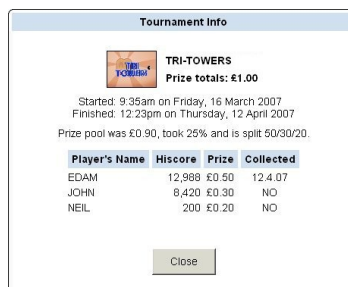 Tournament Info
TRI TOWERS
TRI-TOWERS
Prize totals: £1.00
Started: 9:35am on Friday, 16 March 2007
Finished: 12:23pm on Thursday, 12 April 2007
Prize pool was £0.90, took 25% and is split 50/30/20.
Player's Name Hiscore Prize Collected
EDAM 12,988 £0.50 12.4.07
JOHN 8,420 £0.30 NO
NEIL 200 £0.20 NO
Close